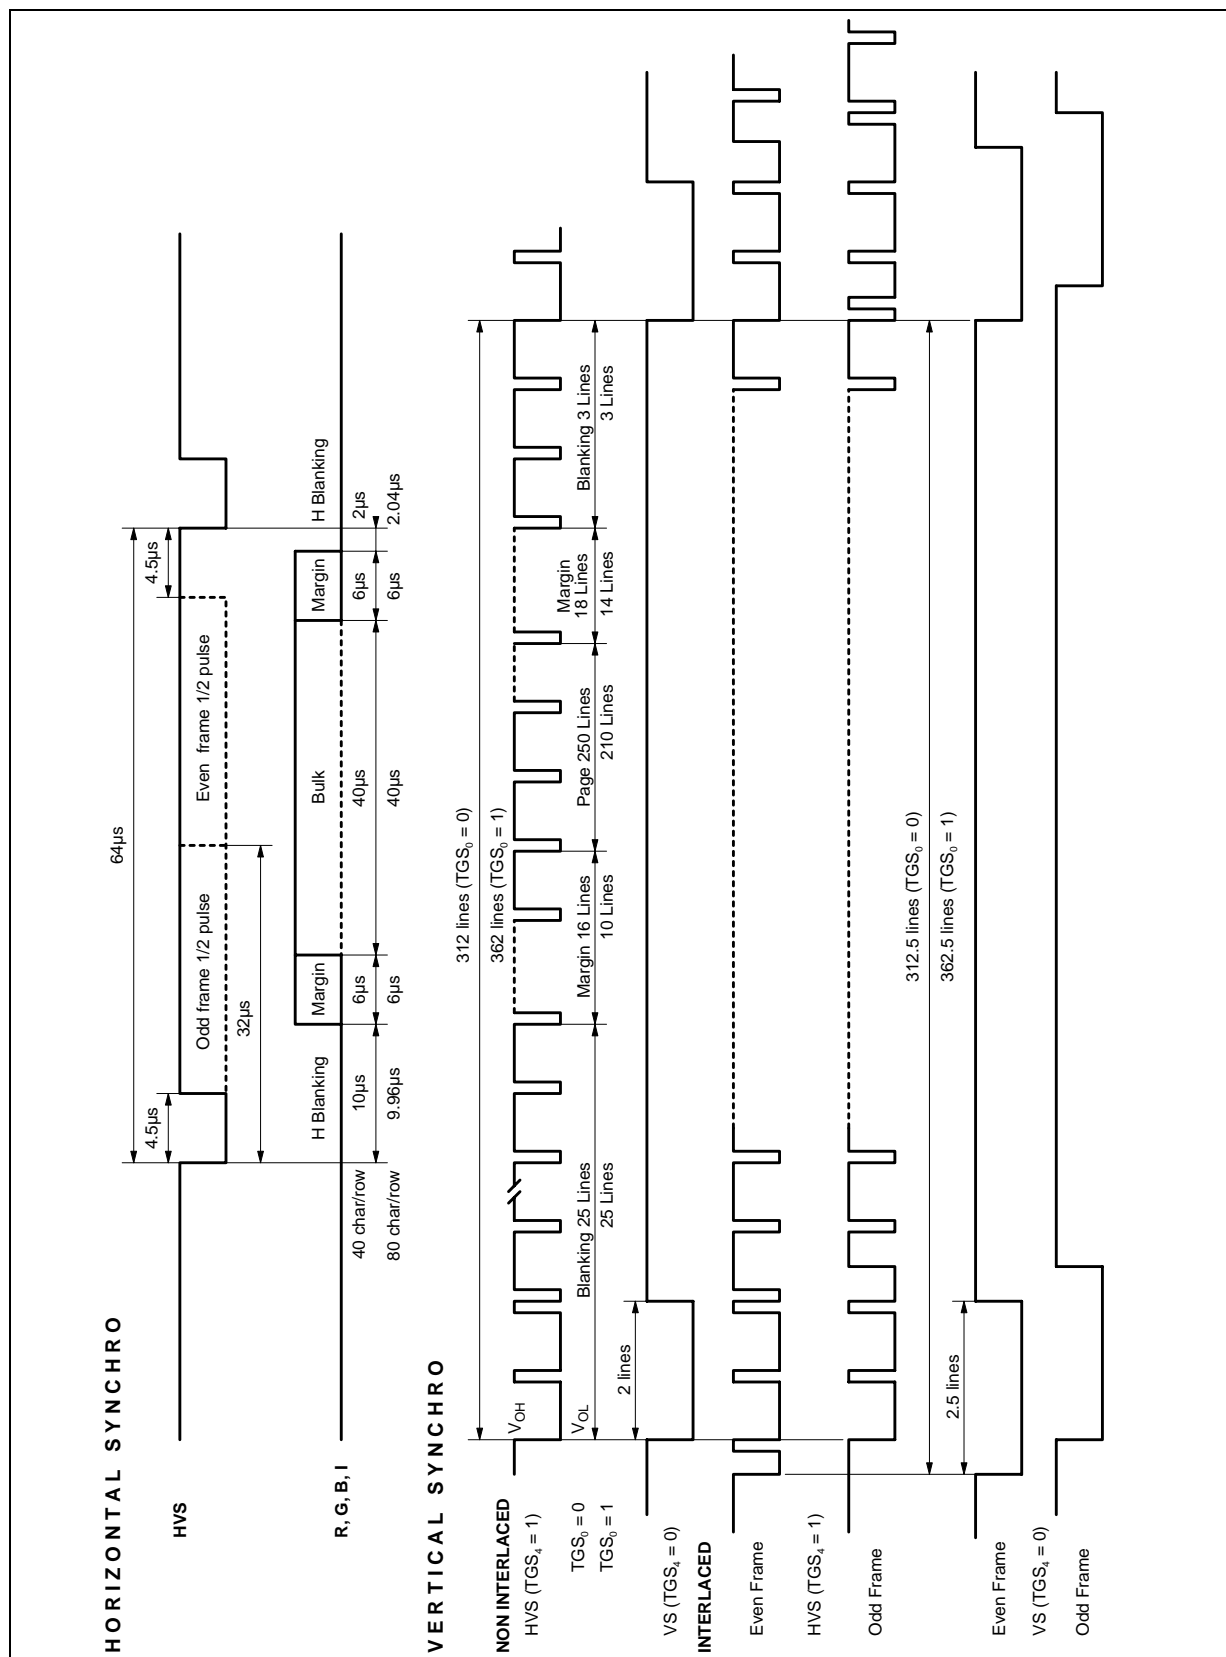 HORIZONTAL SYNCHRO
64µs
4.5µs
4.5µs
HVS
Odd frame 1/2 pulse
Even frame 1/2 pulse
32µs
R, G, B, I
H Blanking
Margin
Bulk
Margin
H Blanking
40 char/row
10µs
6µs
40µs
6µs
2µs
80 char/row
9.96µs
6µs
40µs
6µs
2.04µs
VERTICAL SYNCHRO
312 lines (TGS0 = 0)
362 lines (TGS0 = 1)
NON INTERLACED
HVS (TGS4 = 1)
VOH
VOL
TGS0 = 0
Blanking 25 Lines
Margin 16 Lines
Page 250 Lines
Margin
18 Lines
Blanking 3 Lines
TGS0 = 1
25 Lines
10 Lines
210 Lines
14 Lines
3 Lines
2 lines
VS (TGS4 = 0)
INTERLACED
Even Frame
HVS (TGS4 = 1)
Odd Frame
312.5 lines (TGS0 = 0)
362.5 lines (TGS0 = 1)
2.5 lines
Even Frame
VS (TGS4 = 0)
Odd Frame